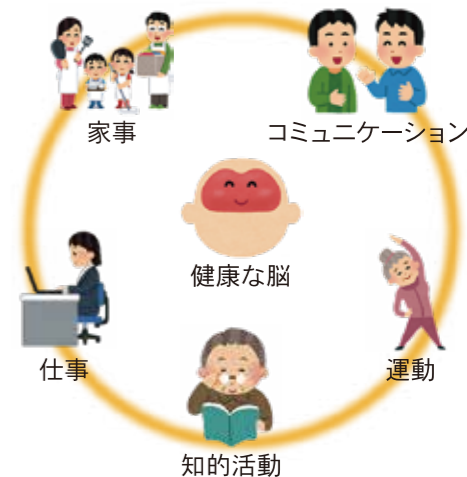 家事
コミュニケーション
健康な脳
仕事
運動
知的活動